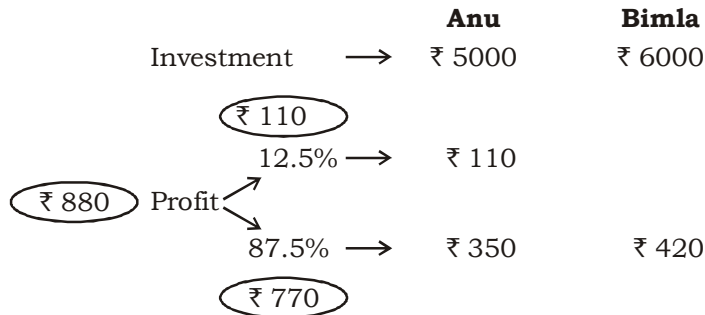 Anu Bimla
Investment → ₹ 5000 ₹ 6000
₹ 110
12.5% → ₹ 110
₹ 880 Profit
87.5% → ₹ 350 ₹ 420
₹ 770